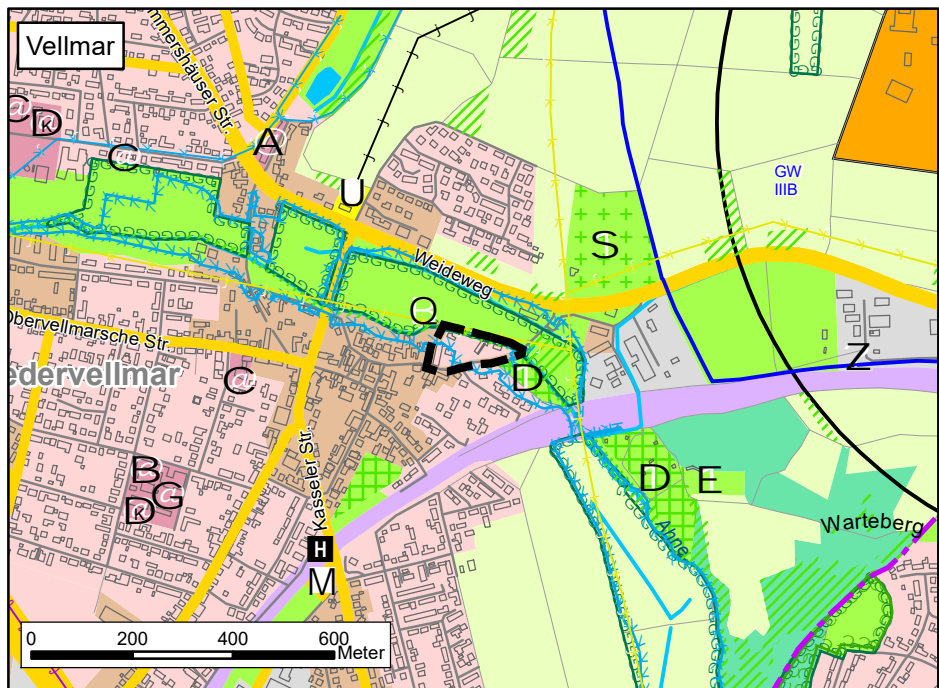 Vellmar
mmershäuser Str.
A
C
K
C
U
GW
IIIB
S
Weideweg
O
Obervellmarsche Str.
edervellmar
Z
D
C
Kasseler Str.
B
G
D
K
D
E
Ahne
Warteberg
H
M
0 200 400 600
Meter